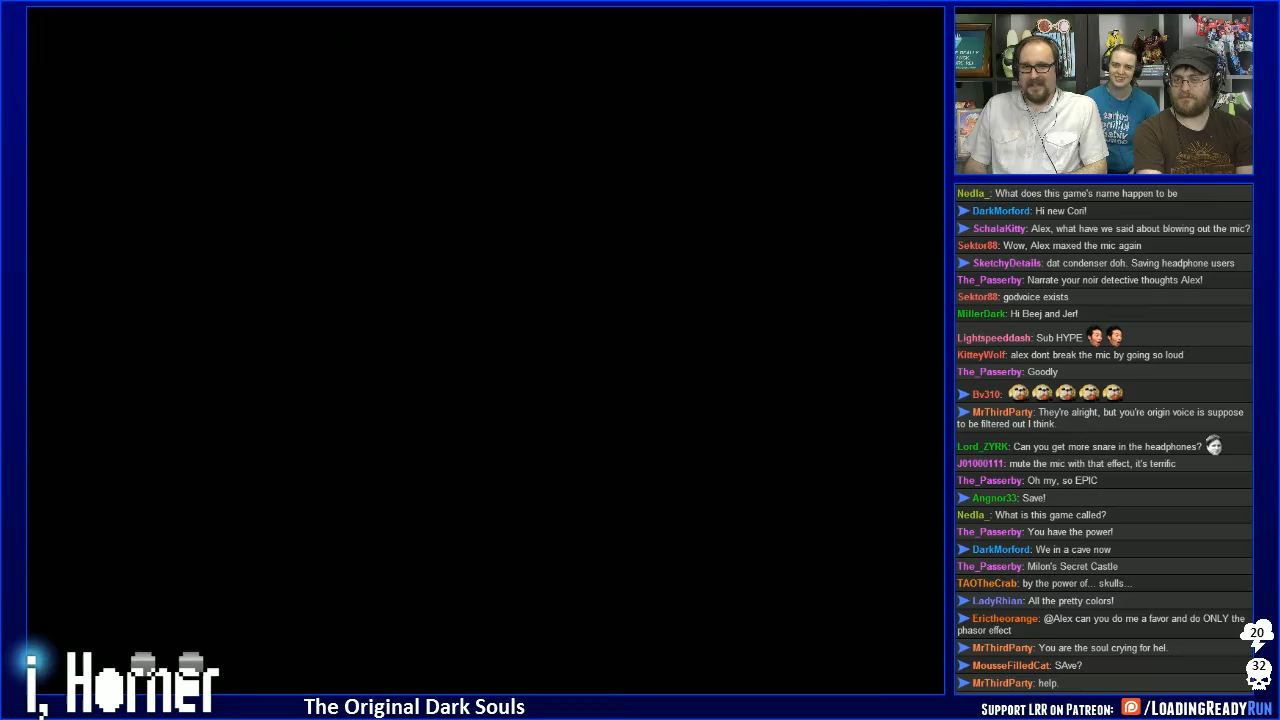 Nedla_: What does this game's name happen to be
DarkMorford: Hi new Cori!
SchalaKitty: Alex, what have we said about blowing out the mic?
Sektor88: Wow, Alex maxed the mic again
SketchyDetails: dat condenser doh. Saving headphone users
The_Passerby: Narrate your noir detective thoughts Alex!
Sektor88: godvoice exists
MillerDark: Hi Beej and Jer!
Lightspeeddash: Sub HYPE
KitteyWolf: alex dont break the mic by going so loud
The_Passerby: Goodly
Bv310:
MrThirdParty: They're alright, but you're origin voice is suppose
to be filtered out I think.
Lord_ZYRK: Can you get more snare in the headphones?
J01000111: mute the mic with that effect, it's terrific
The_Passerby: Oh my, so EPIC
Angnor33: Save!
Nedla_: What is this game called?
The_Passerby: You have the power!
DarkMorford: We in a cave now
The_Passerby: Milon's Secret Castle
TAOTheCrab: by the power of... skulls...
LadyRhian: All the pretty colors!
Erictheorange: @Alex can you do me a favor and do ONLY the
phasor effect
MrThirdParty: You are the soul crying for hel.
MousseFilledCat: SAve?
MrThirdParty: help.
20
32
i, Horner
The Original Dark Souls
Support LRR on Patreon: /LoadingReadyRun